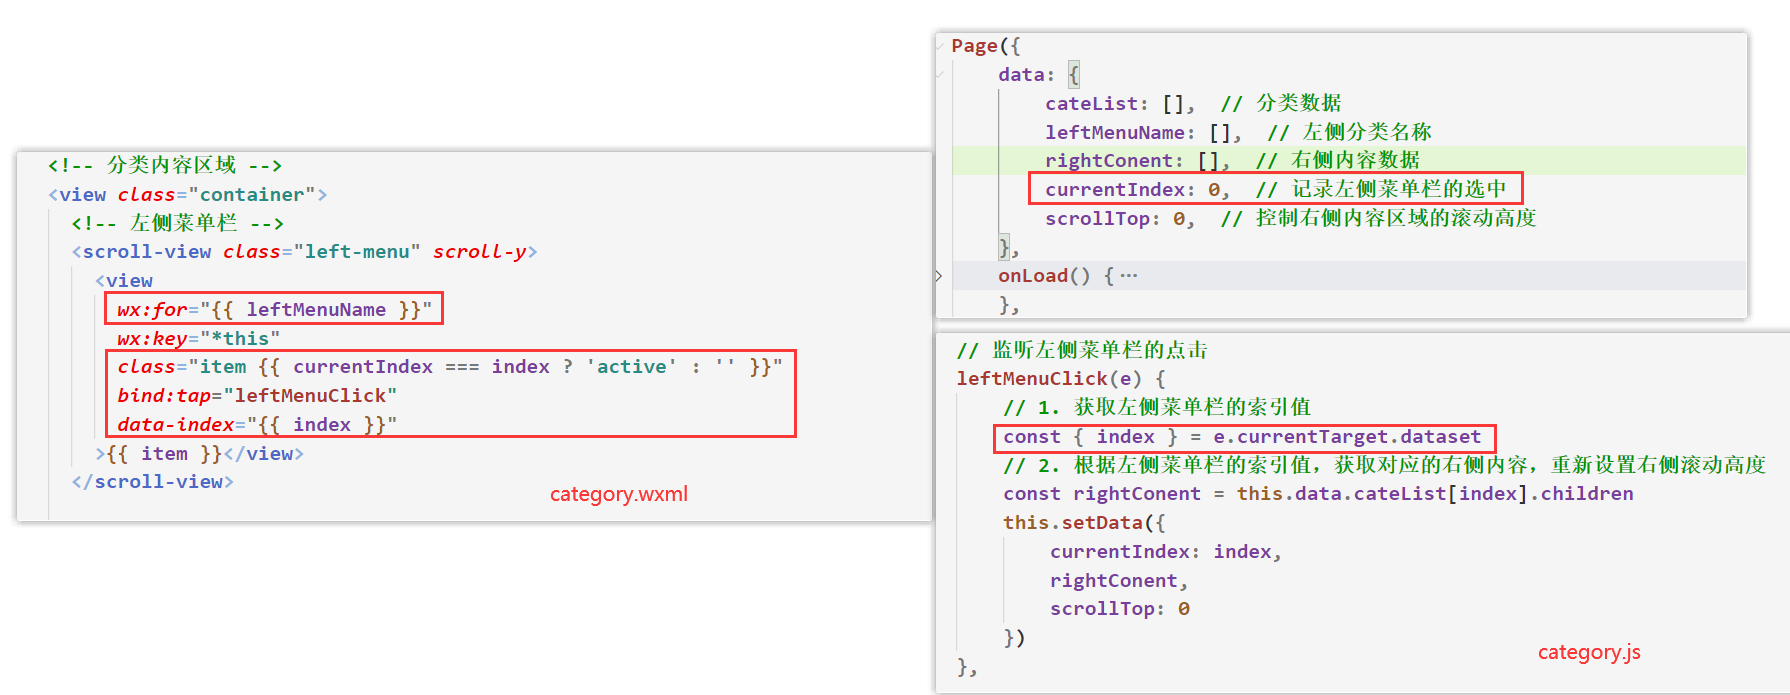 <!-- 分类内容区域 -->
<view class="container">
<!-- 左侧菜单栏 -->
<scroll-view class="left-menu" scroll-y>
<view
wx:for="{{ leftMenuName }}"
wx:key="*this"
class="item {{ currentIndex === index ? 'active' : '' }}"
bind:tap="leftMenuClick"
data-index="{{ index }}"
>{{ item }}</view>
</scroll-view>
category.wxml
Page({
data: {
cateList: [], // 分类数据
leftMenuName: [], // 左侧分类名称
rightConent: [], // 右侧内容数据
currentIndex: 0, // 记录左侧菜单栏的选中
scrollTop: 0, // 控制右侧内容区域的滚动高度
},
onLoad() {···
},
// 监听左侧菜单栏的点击
leftMenuClick(e) {
// 1. 获取左侧菜单栏的索引值
const { index } = e.currentTarget.dataset
// 2. 根据左侧菜单栏的索引值，获取对应的右侧内容，重新设置右侧滚动高度
const rightConent = this.data.cateList[index].children
this.setData({
currentIndex: index,
rightConent,
scrollTop: 0
})
},
category.js